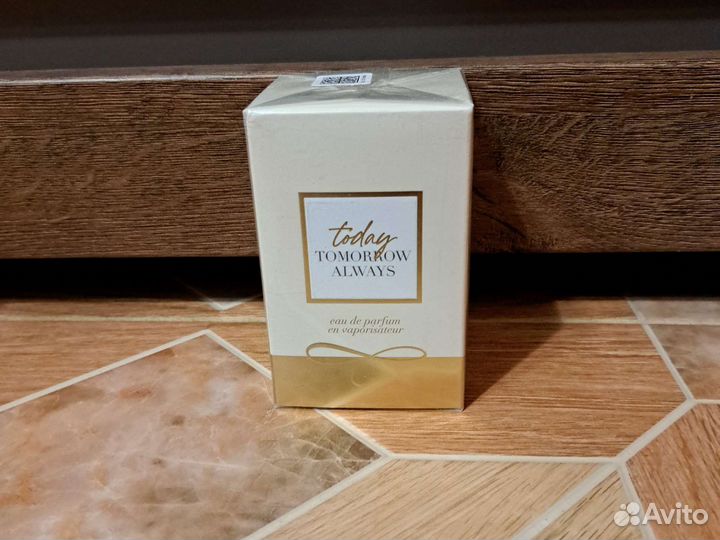 today
TOMORROW
ALWAYS
eau de parfum
en vaporisateur
Avito